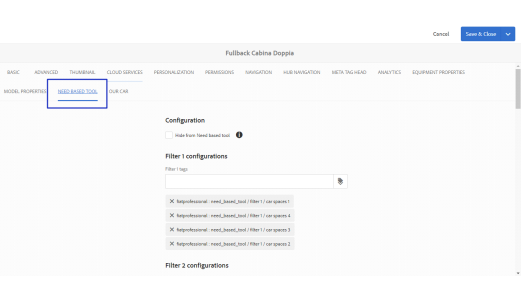 Cancel Save & Close
Fullback Cabina Doppia
BASIC ADVANCED THUMBNAIL CLOUD SERVICES PERSONALIZATION PERMISSIONS NAVIGATION HUB NAVIGATION META TAG HEAD ANALYTICS EQUIPMENT PROPERTIES
MODEL PROPERTIES NEED BASED TOOL OUR CAR
Configuration
Hide from Need based tool
Filter 1 configurations
Filter 1 tags
fiatprofessional : need_based_tool / filter 1 / car spaces 1
fiatprofessional : need_based_tool / filter 1 / car spaces 4
fiatprofessional : need_based_tool / filter 1 / car spaces 3
fiatprofessional : need_based_tool / filter 1 / car spaces 2
Filter 2 configurations